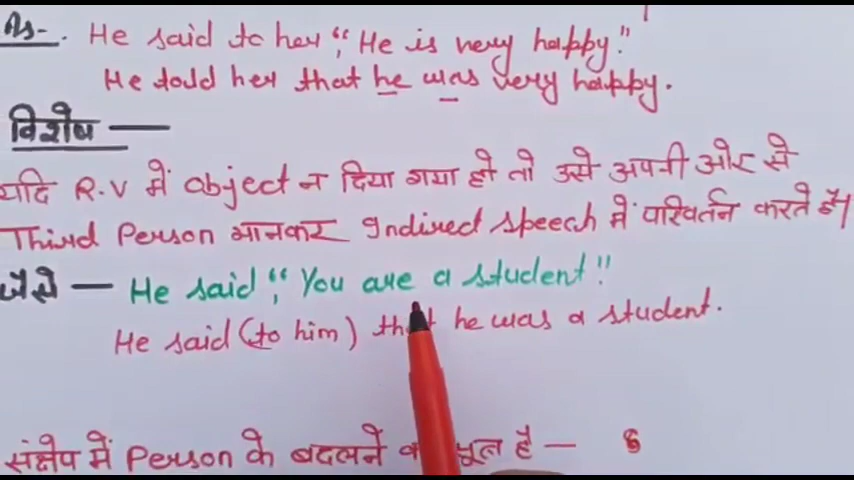 As-. He said to her ", He is very happy."
He told her that he was very happy.
विशेष —
यदि R.V में object न दिया गया हो तो उसे अपनी ओर से
Third Person मानकर Indirect speech में परिवर्तन करते है।
जैसे — He said ", You are a student"
He said (to him) that he was a student.
संक्षेप में Person के बदलने है — S